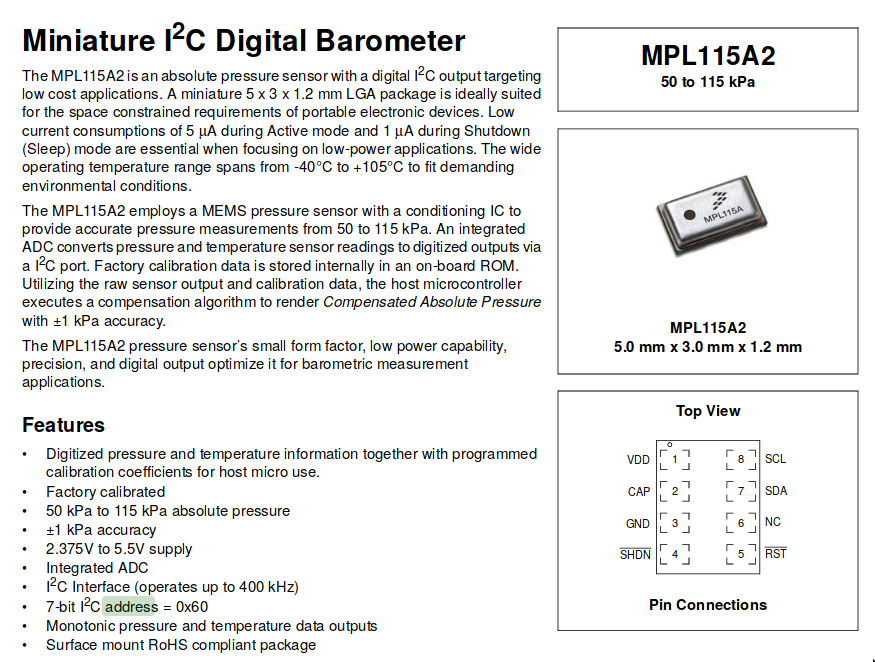 Miniature I2C Digital Barometer
The MPL115A2 is an absolute pressure sensor with a digital I2C output targeting
low cost applications. A miniature 5 x 3 x 1.2 mm LGA package is ideally suited
for the space constrained requirements of portable electronic devices. Low
current consumptions of 5 μA during Active mode and 1 μA during Shutdown
(Sleep) mode are essential when focusing on low-power applications. The wide
operating temperature range spans from -40°C to +105°C to fit demanding
environmental conditions.
The MPL115A2 employs a MEMS pressure sensor with a conditioning IC to
provide accurate pressure measurements from 50 to 115 kPa. An integrated
ADC converts pressure and temperature sensor readings to digitized outputs via
a I2C port. Factory calibration data is stored internally in an on-board ROM.
Utilizing the raw sensor output and calibration data, the host microcontroller
executes a compensation algorithm to render Compensated Absolute Pressure
with ±1 kPa accuracy.
The MPL115A2 pressure sensor's small form factor, low power capability,
precision, and digital output optimize it for barometric measurement
applications.
Features
• Digitized pressure and temperature information together with programmed
calibration coefficients for host micro use.
• Factory calibrated
• 50 kPa to 115 kPa absolute pressure
• ±1 kPa accuracy
• 2.375V to 5.5V supply
• Integrated ADC
• I2C Interface (operates up to 400 kHz)
• 7-bit I2C address = 0x60
• Monotonic pressure and temperature data outputs
• Surface mount RoHS compliant package
MPL115A2
50 to 115 kPa
MPL115A
MPL115A2
5.0 mm x 3.0 mm x 1.2 mm
Top View
VDD 1 8 SCL
CAP 2 7 SDA
GND 3 6 NC
SHDN 4 5 RST
Pin Connections